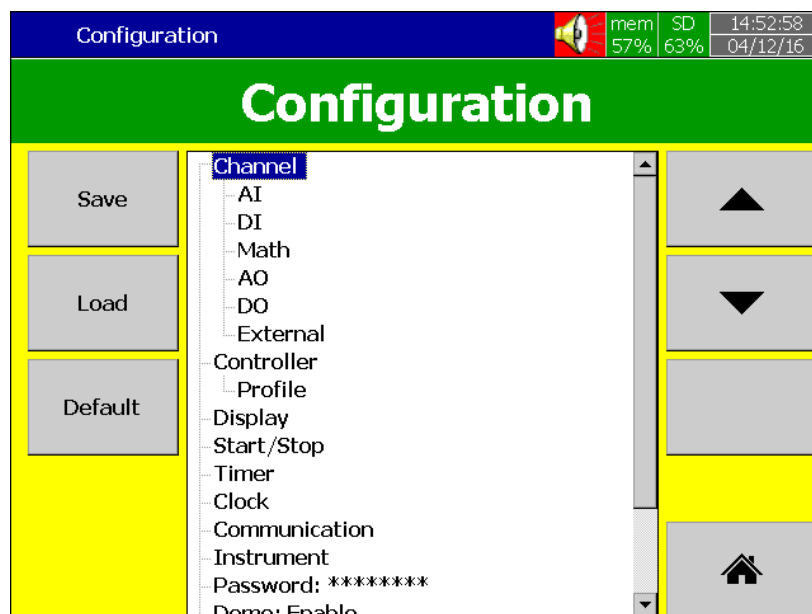 Configuration
mem SD 14:52:58
57% 63% 04/12/16
Configuration
Save
Load
Default
Channel
AI
DI
Math
AO
DO
External
Controller
Profile
Display
Start/Stop
Timer
Clock
Communication
Instrument
Password: ********
Demo: Enable